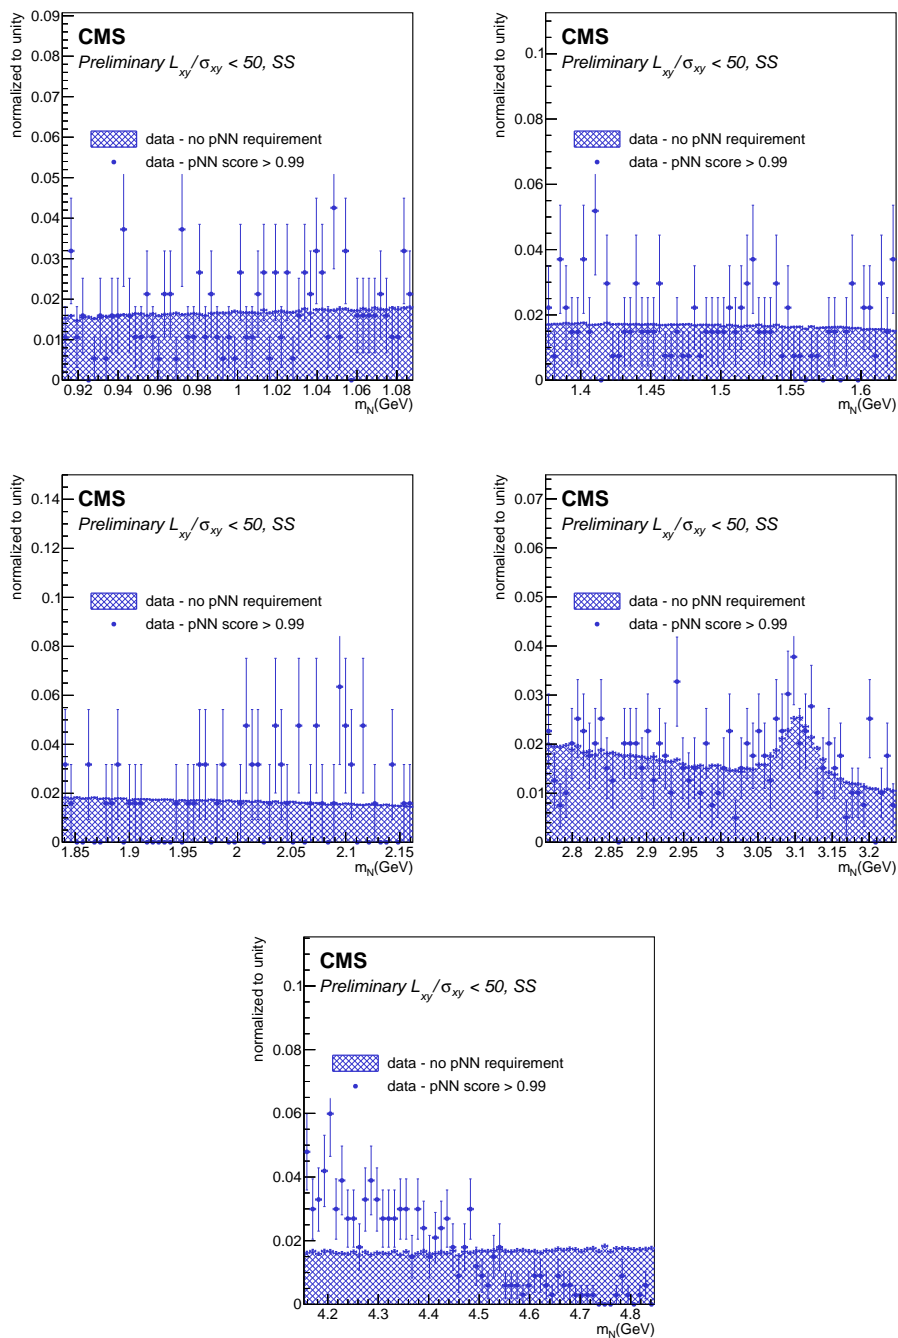 normalized to unity
0.09
0.08
0.07
0.06
0.05
0.04
0.03
0.02
0.01
0
CMS
Preliminary L_xy/σ_xy < 50, SS
data - no pNN requirement
data - pNN score > 0.99
0.92 0.94 0.96 0.98 1 1.02 1.04 1.06 1.08
m_N(GeV)
normalized to unity
0.1
0.08
0.06
0.04
0.02
0
CMS
Preliminary L_xy/σ_xy < 50, SS
data - no pNN requirement
data - pNN score > 0.99
1.4 1.45 1.5 1.55 1.6
m_N(GeV)
normalized to unity
0.14
0.12
0.1
0.08
0.06
0.04
0.02
0
CMS
Preliminary L_xy/σ_xy < 50, SS
data - no pNN requirement
data - pNN score > 0.99
1.85 1.9 1.95 2 2.05 2.1 2.15
m_N(GeV)
normalized to unity
0.07
0.06
0.05
0.04
0.03
0.02
0.01
0
CMS
Preliminary L_xy/σ_xy < 50, SS
data - no pNN requirement
data - pNN score > 0.99
2.8 2.85 2.9 2.95 3 3.05 3.1 3.15 3.2
m_N(GeV)
normalized to unity
0.1
0.08
0.06
0.04
0.02
0
CMS
Preliminary L_xy/σ_xy < 50, SS
data - no pNN requirement
data - pNN score > 0.99
4.2 4.3 4.4 4.5 4.6 4.7 4.8
m_N(GeV)